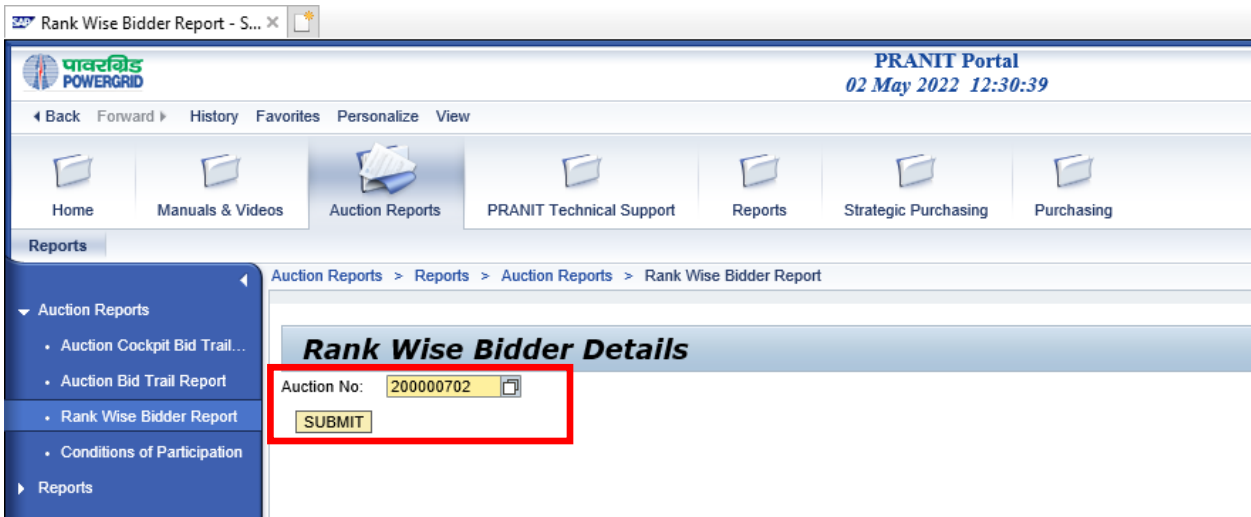 SAP Rank Wise Bidder Report - S...
पावरग्रिड
POWERGRID
PRANIT Portal
02 May 2022 12:30:39
Back Forward History Favorites Personalize View
Home Manuals & Videos Auction Reports PRANIT Technical Support Reports Strategic Purchasing Purchasing
Reports
Auction Reports > Reports > Auction Reports > Rank Wise Bidder Report
Auction Reports
• Auction Cockpit Bid Trail...
• Auction Bid Trail Report
• Rank Wise Bidder Report
• Conditions of Participation
Reports
Rank Wise Bidder Details
Auction No: 200000702
SUBMIT